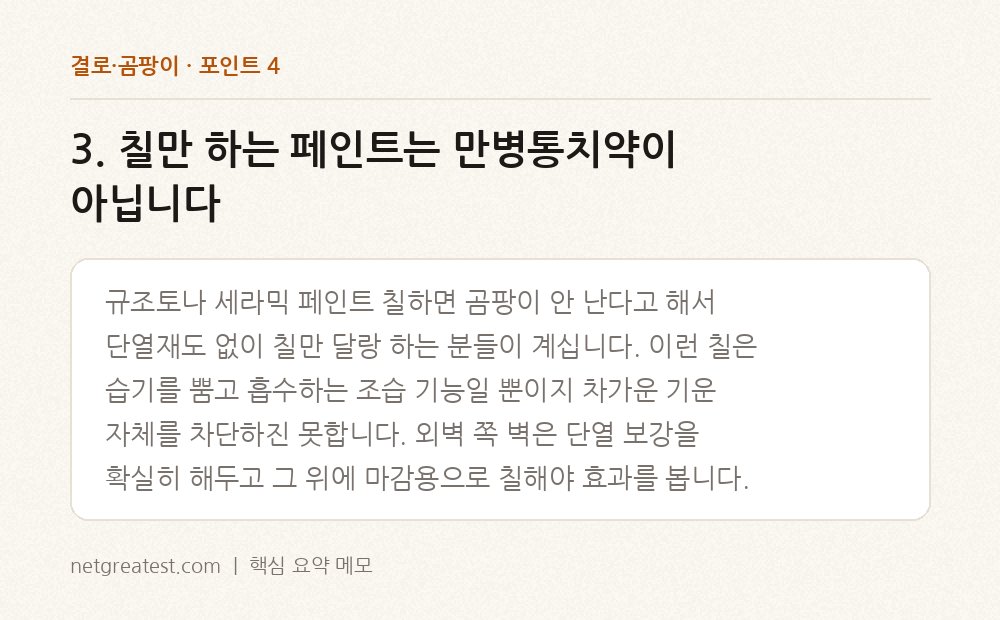 결로·곰팡이 · 포인트 4
3. 칠만 하는 페인트는 만병통치약이
아닙니다
규조토나 세라믹 페인트 칠하면 곰팡이 안 난다고 해서
단열재도 없이 칠만 달랑 하는 분들이 계십니다. 이런 칠은
습기를 뿜고 흡수하는 조습 기능일 뿐이지 차가운 기운
자체를 차단하진 못합니다. 외벽 쪽 벽은 단열 보강을
확실히 해두고 그 위에 마감용으로 칠해야 효과를 봅니다.
netgreatest.com | 핵심 요약 메모